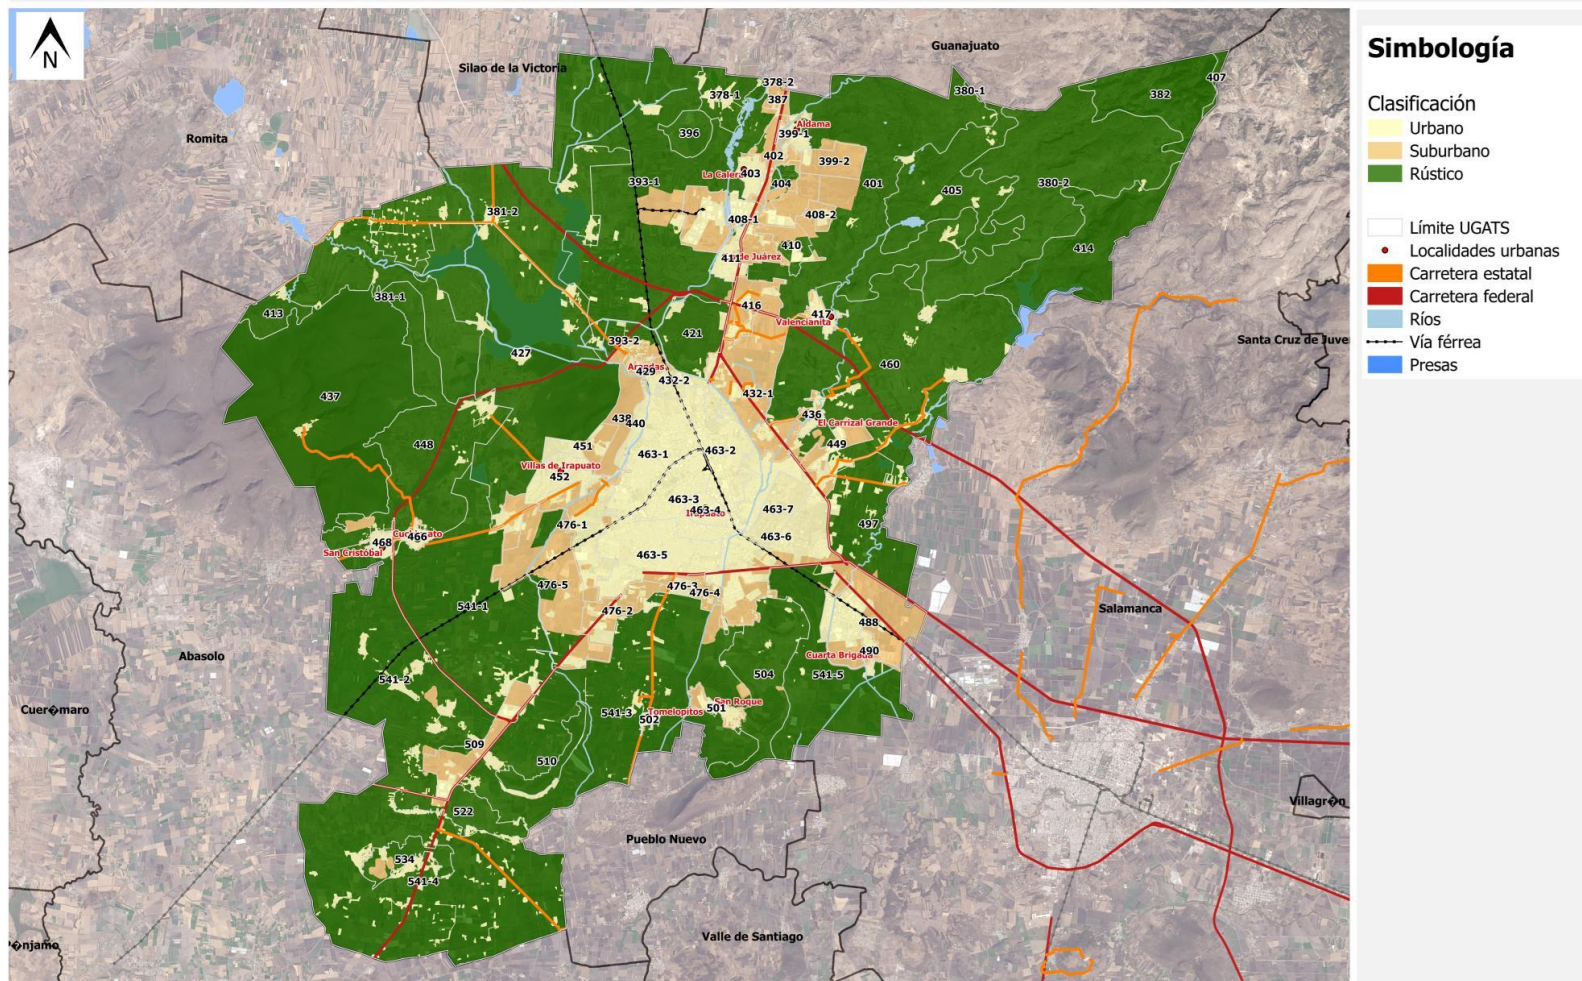 N
Guanajuato
Silao de la Victoria
Romita
378-2
407
378-1
387
380-1
382
396
Aldama
399-1
402
399-2
La Calera
403
393-1
404
401
405
380-2
381-2
408-1
408-2
410
414
411
de Juárez
381-1
413
416
417
Valencianita
393-2
421
Santa Cruz de Juve
427
460
429
432-2
437
432-1
438
440
436
El Carrizal Grande
448
451
463-1
463-2
449
Villas de Irapuato
452
463-3
463-4
Irapuato
463-7
476-1
497
466
468
San Cristóbal
463-6
463-5
476-5
476-3
476-4
541-1
476-2
Salamanca
488
Abasolo
Cuarta Brigada
490
541-2
504
541-5
Cuer�maro
San Roque
541-3
Tomelopitos
501
502
509
510
Villagr�n
522
Pueblo Nuevo
534
541-4
Valle de Santiago
�njamo
Simbología
Clasificación
Urbano
Suburbano
Rústico
Límite UGATS
Localidades urbanas
Carretera estatal
Carretera federal
Ríos
Vía férrea
Presas